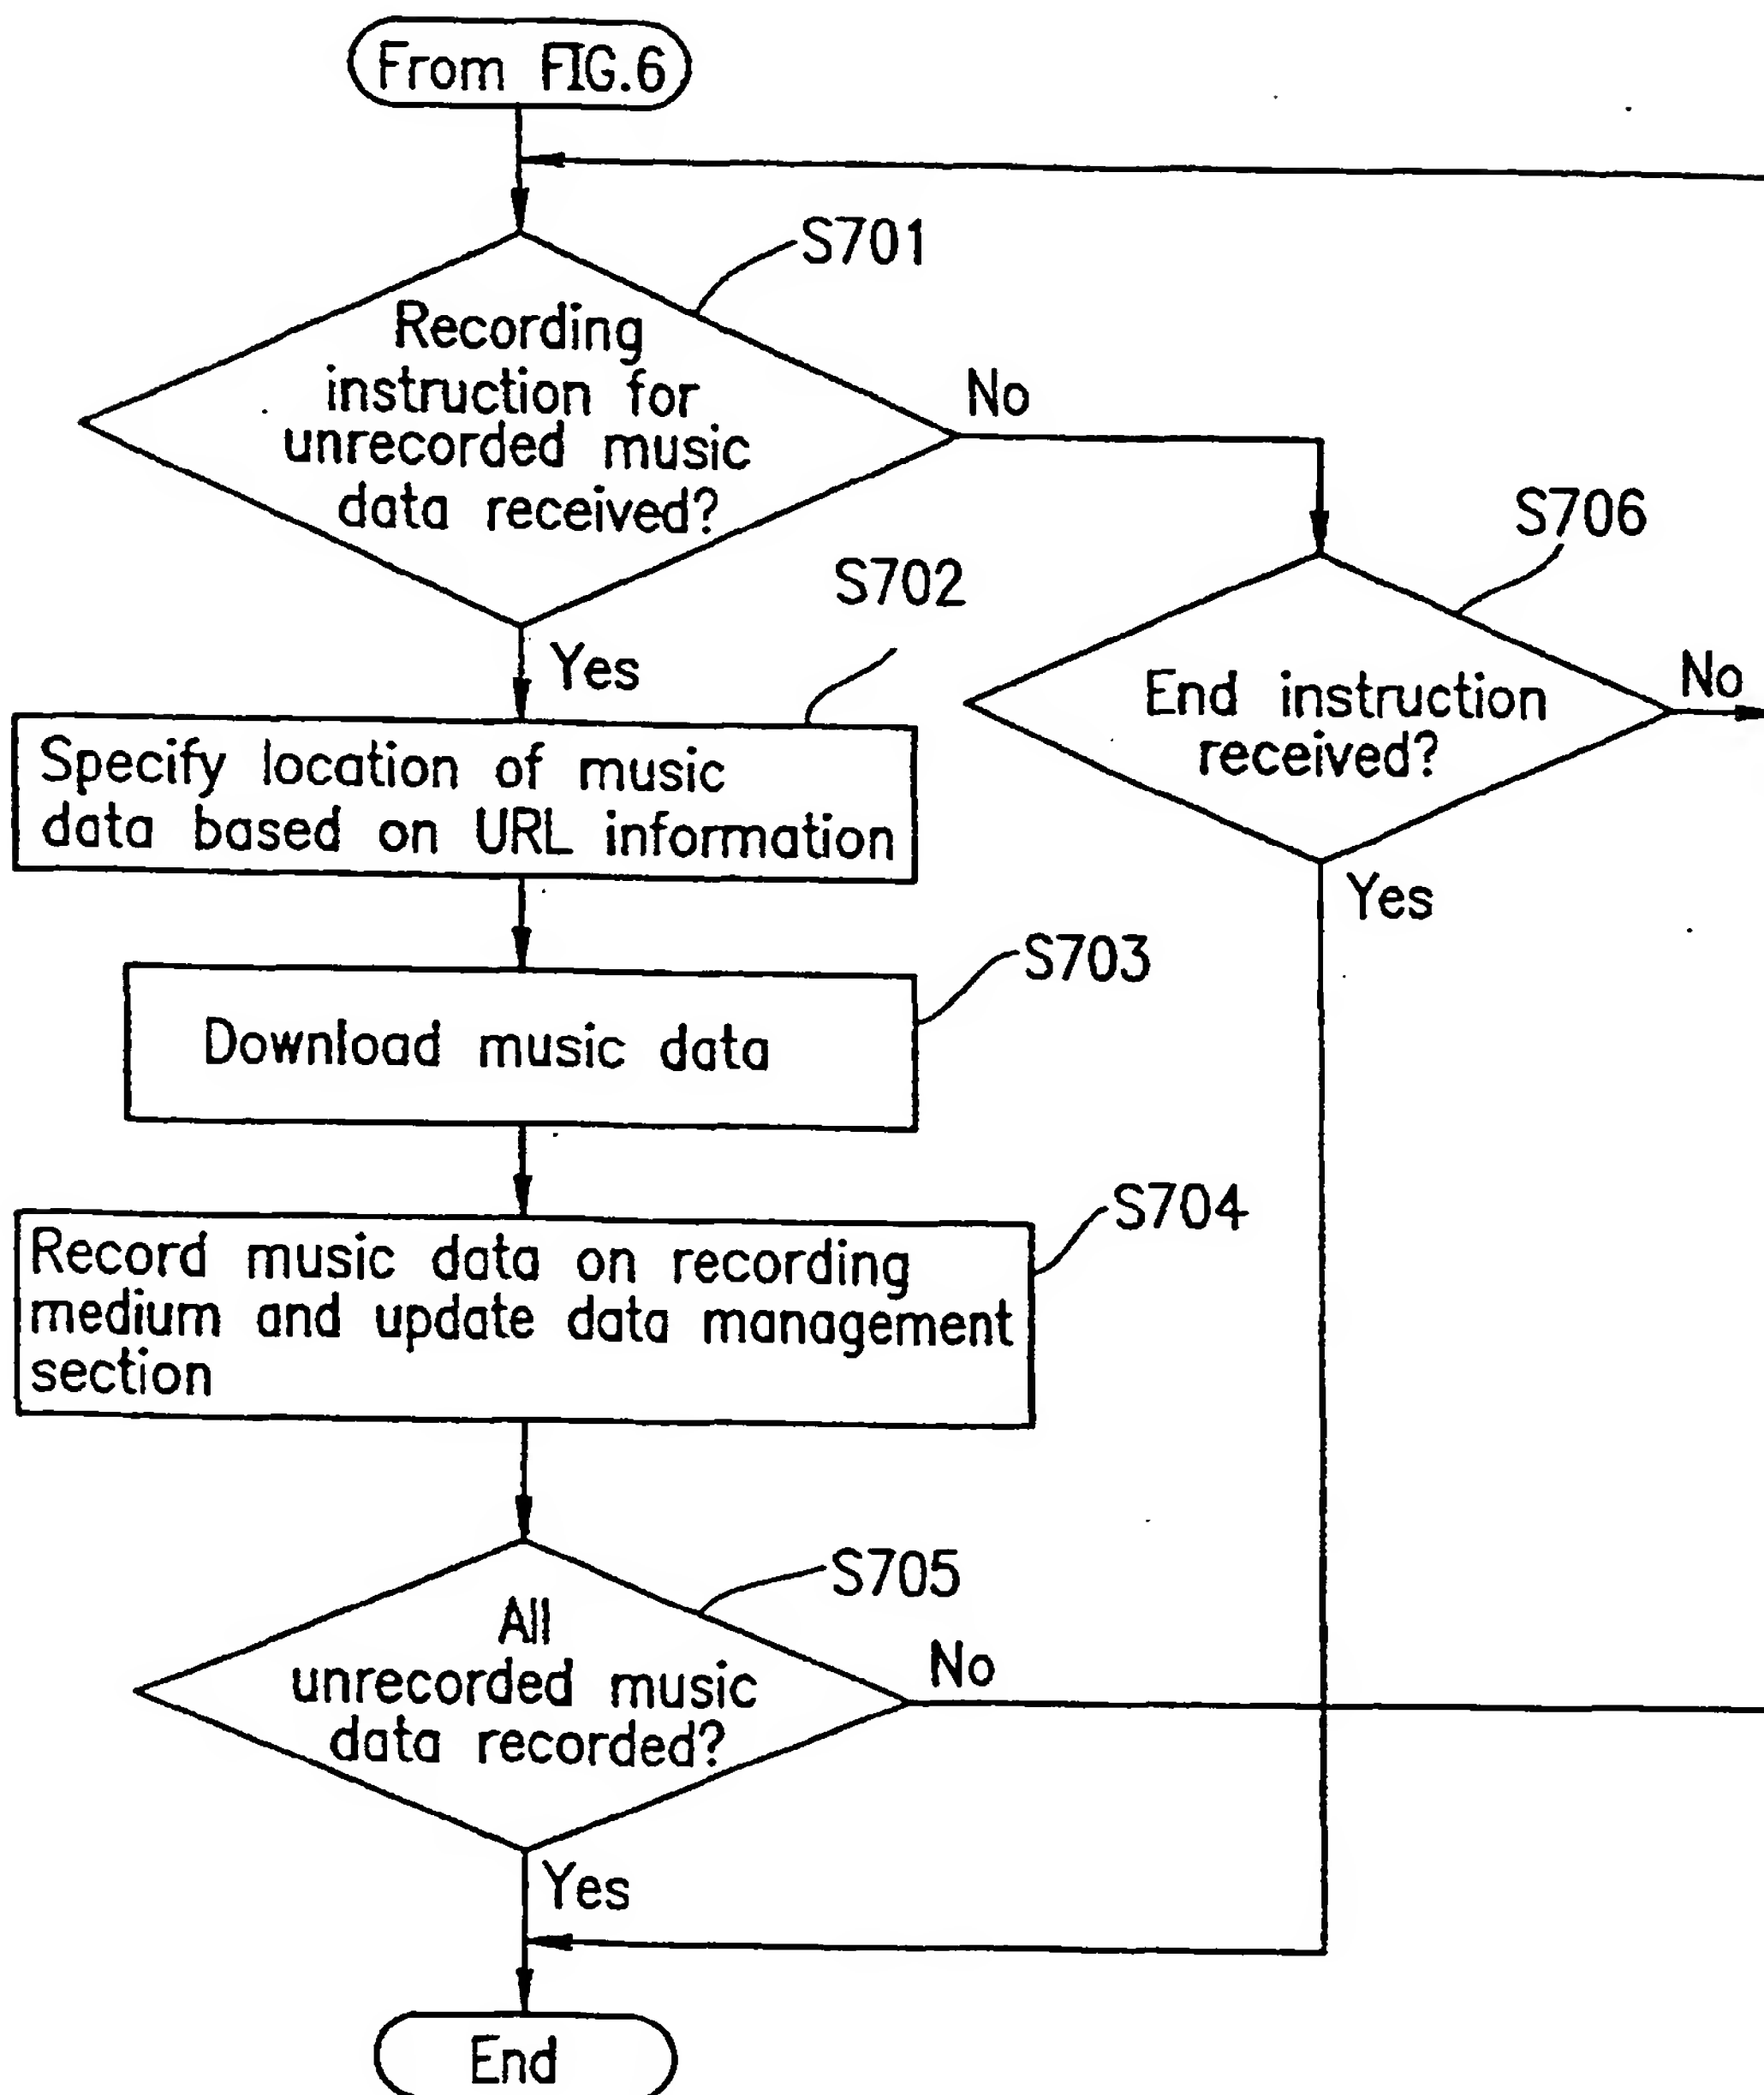 From FIG.6
S701
Recording
instruction for
unrecorded music
data received?
No
S706
End instruction
received?
No
Yes
S702
Yes
Specify location of music
data based on URL information
S703
Download music data
S704
Record music data on recording
medium and update data management
section
S705
All
unrecorded music
data recorded?
No
Yes
End